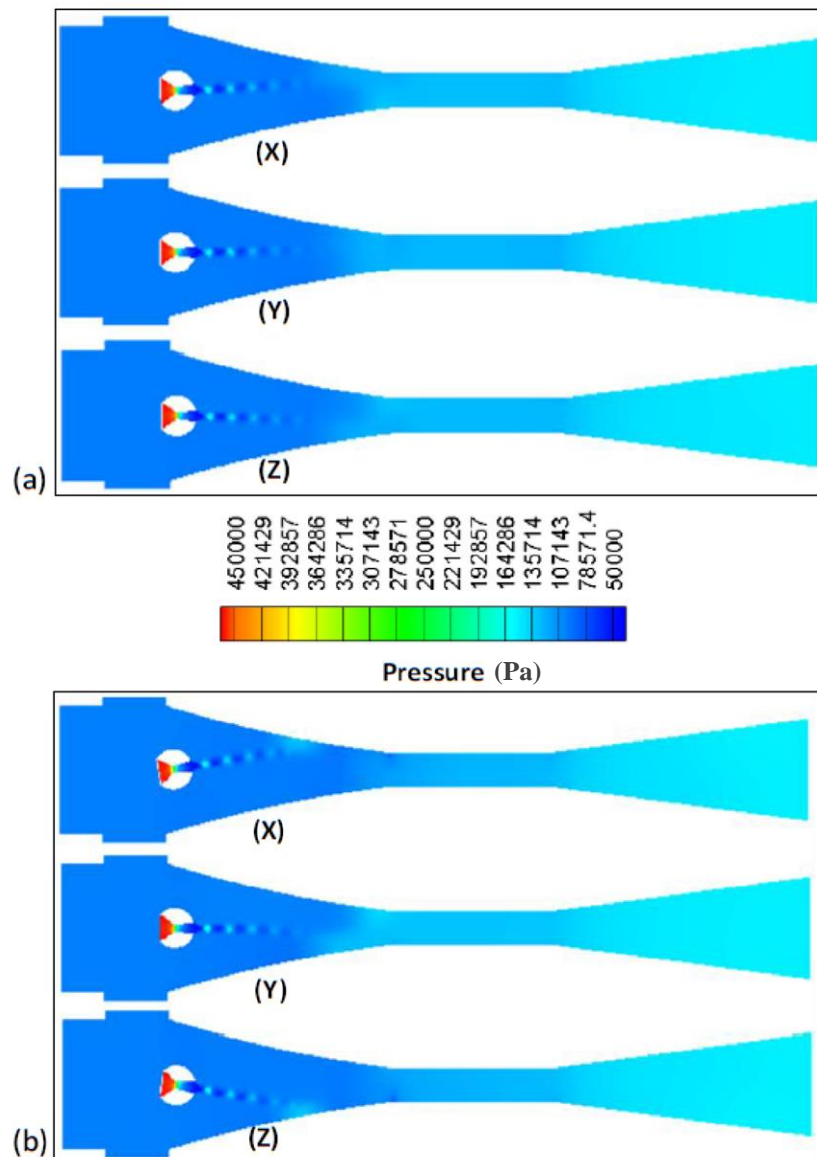 (X)
(Y)
(Z)
(a)
450000
421429
392857
364286
335714
307143
278571
250000
221429
192857
164286
135714
107143
78571.4
50000
Pressure (Pa)
(X)
(Y)
(Z)
(b)